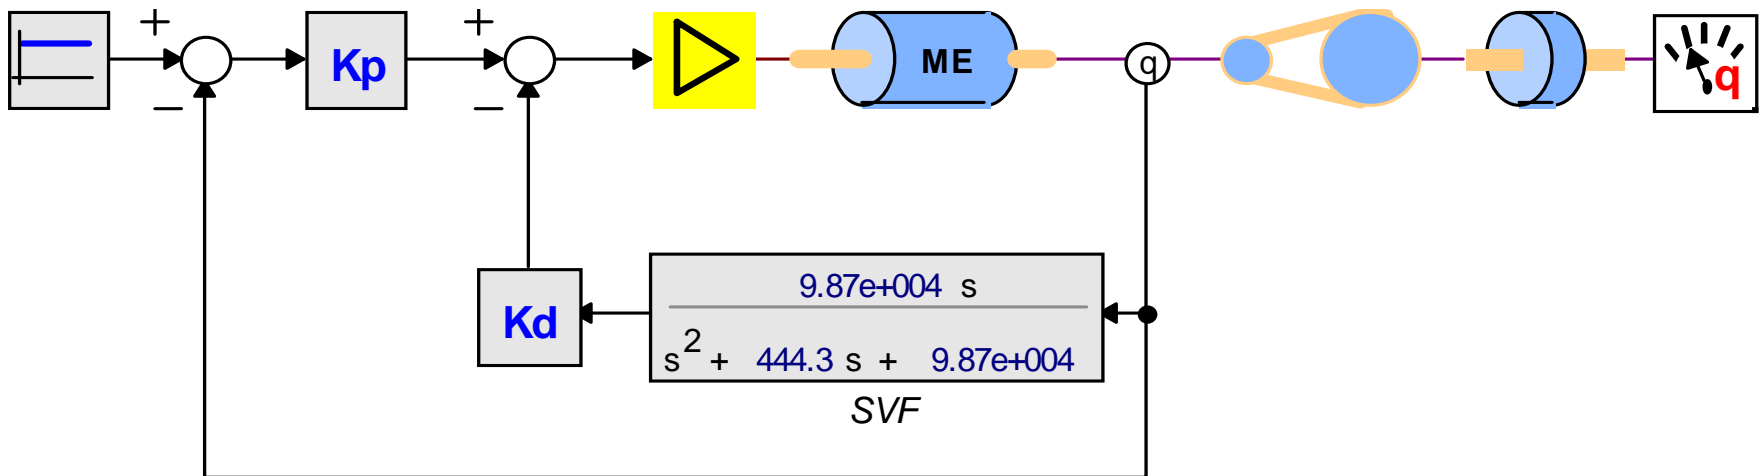 +
−
Kp
+
−
ME
q
q
Kd
9.87e+004 s
s2 + 444.3 s + 9.87e+004
SVF